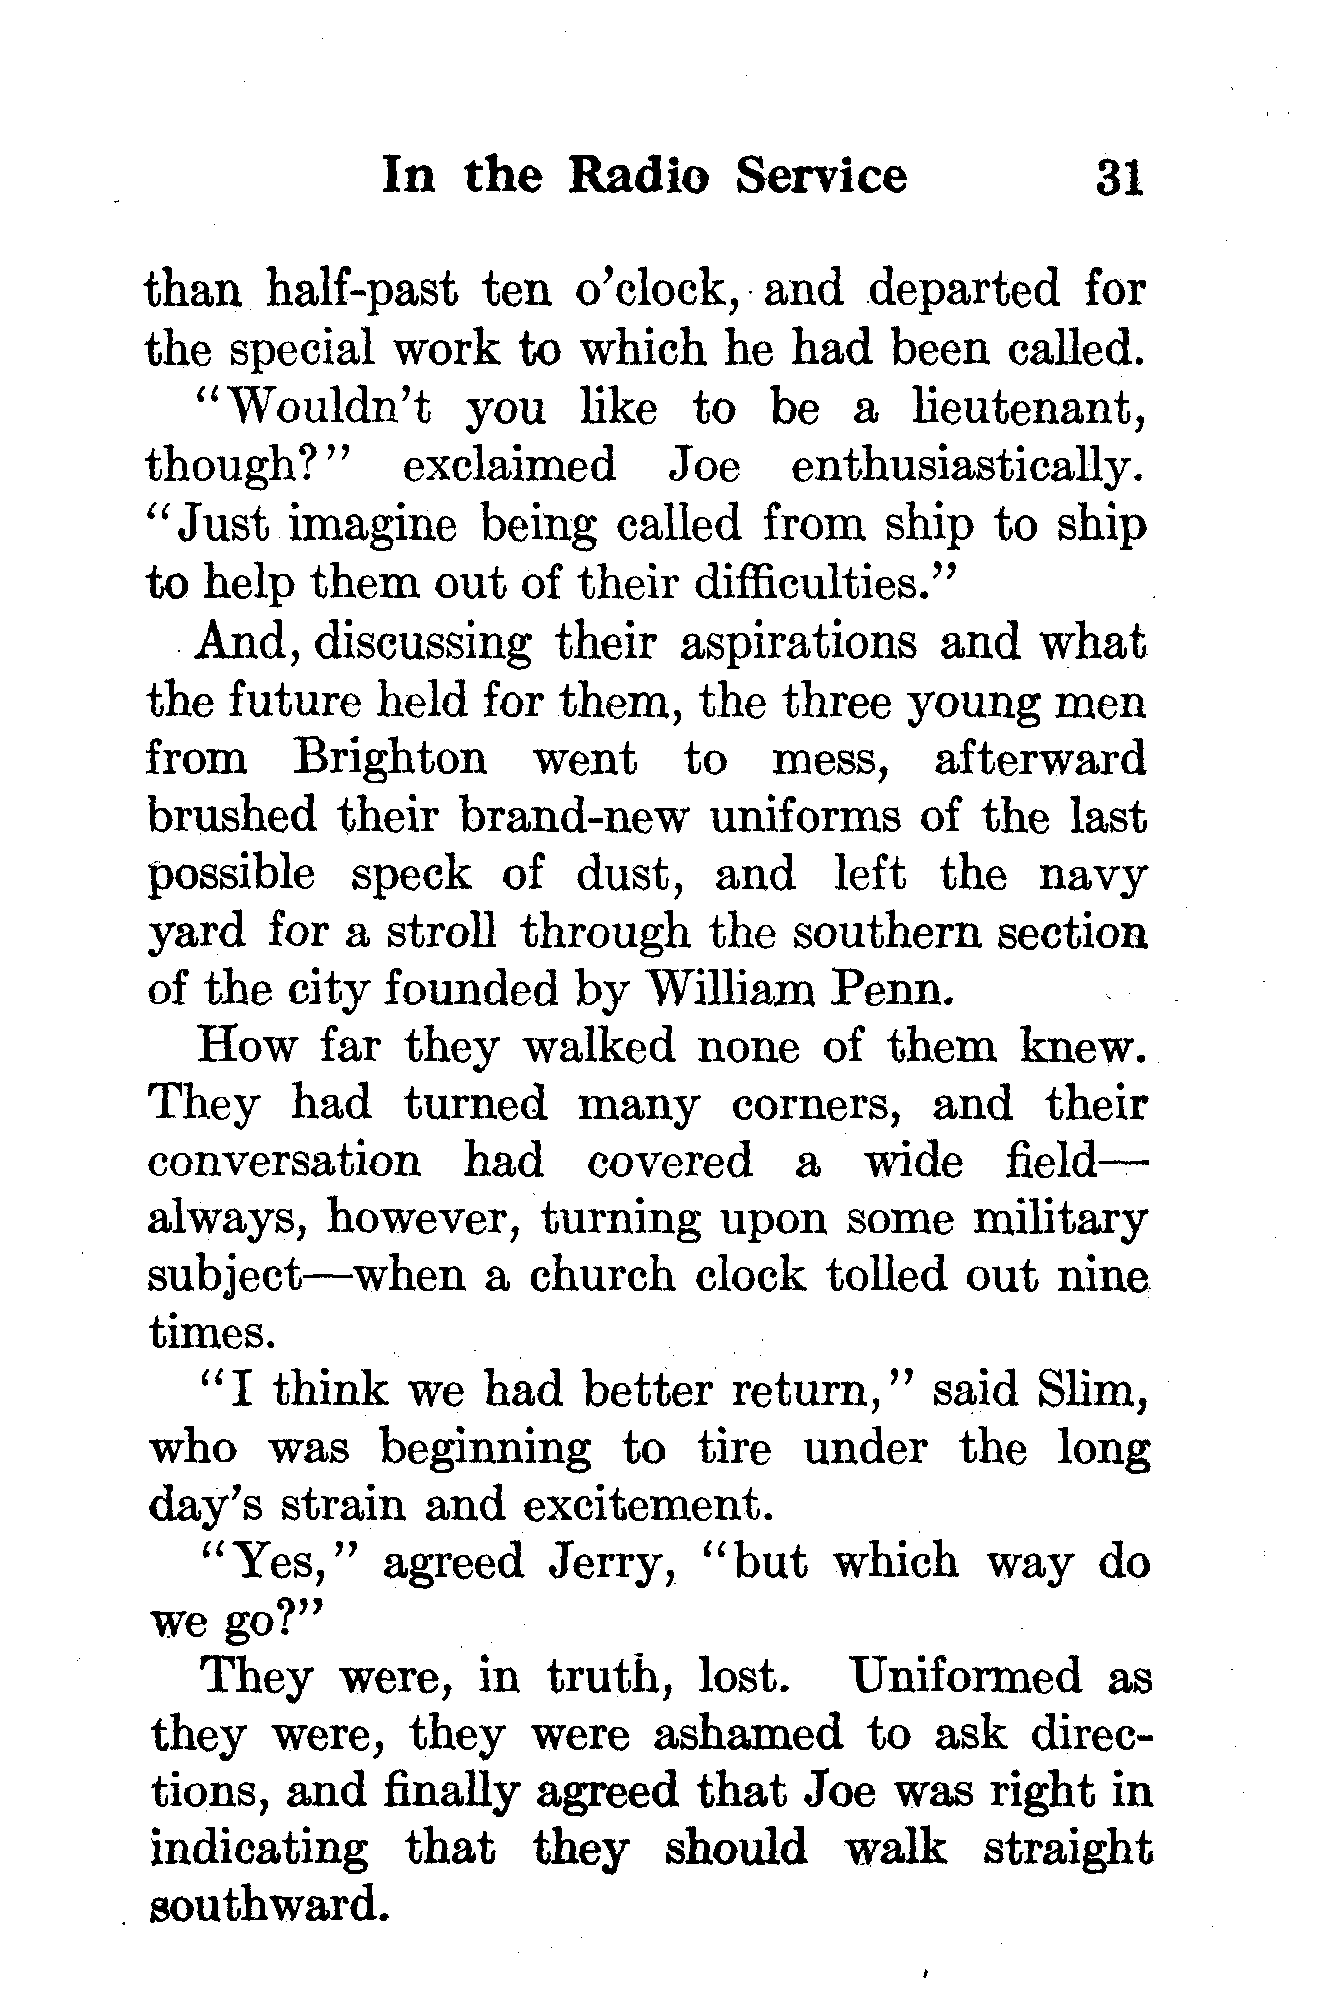 In the Radio Service 31
than half-past ten o'clock, and departed for
the special work to which he had been called.
"Wouldn't you like to be a lieutenant,
though?" exclaimed Joe enthusiastically.
"Just imagine being called from ship to ship
to help them out of their difficulties."
And, discussing their aspirations and what
the future held for them, the three young men
from Brighton went to mess, afterward
brushed their brand-new uniforms of the last
possible speck of dust, and left the navy
yard for a stroll through the southern section
of the city founded by William Penn.
How far they walked none of them knew.
They had turned many corners, and their
conversation had covered a wide field—
always, however, turning upon some military
subject—when a church clock tolled out nine
times.
"I think we had better return," said Slim,
who was beginning to tire under the long
day's strain and excitement.
"Yes," agreed Jerry, "but which way do
we go?"
They were, in truth, lost. Uniformed as
they were, they were ashamed to ask direc-
tions, and finally agreed that Joe was right in
indicating that they should walk straight
southward.